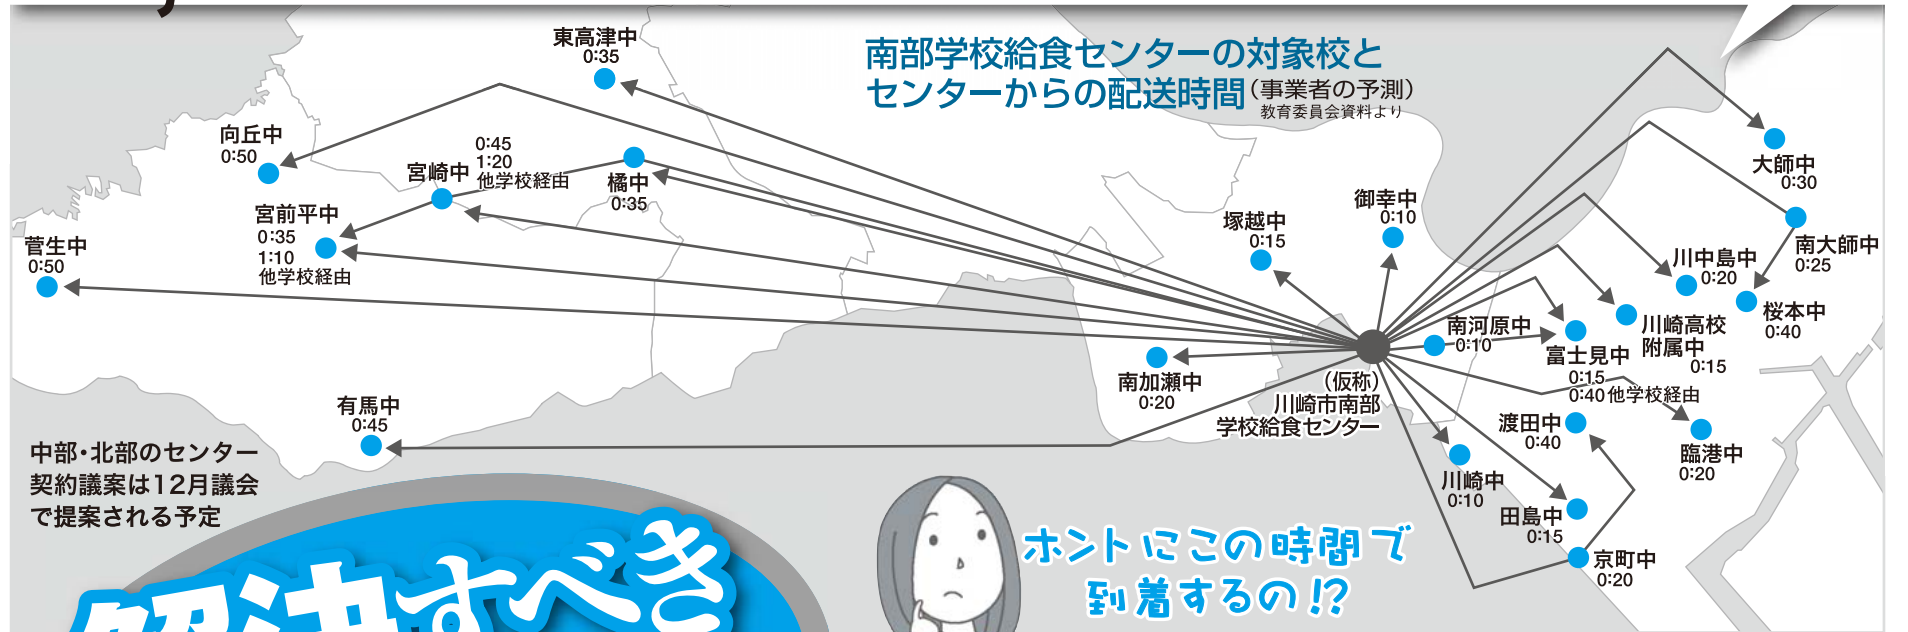 南部学校給食センターの対象校と
センターからの配送時間(事業者の予測)
教育委員会資料より
東高津中
0:35
向丘中
0:50
宮崎中
0:45
1:20
他学校経由
橘中
0:35
宮前平中
0:35
1:10
他学校経由
菅生中
0:50
有馬中
0:45
塚越中
0:15
御幸中
0:10
大師中
0:30
南大師中
0:25
川中島中
0:20
桜本中
0:40
川崎高校
附属中
0:15
南河原中
0:10
富士見中
0:15
0:40他学校経由
南加瀬中
0:20
(仮称)
川崎市南部
学校給食センター
渡田中
0:40
臨港中
0:20
川崎中
0:10
田島中
0:15
京町中
0:20
中部・北部のセンター
契約議案は12月議会
で提案される予定
ホントにこの時間で
到着するの!?
解決すべき